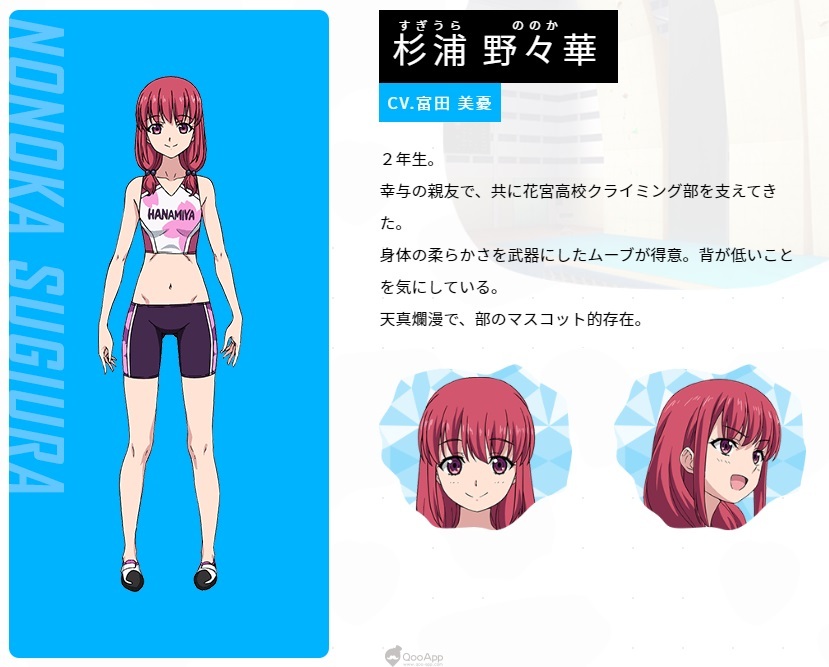 NONOKA SUGIURA
すぎうら ののか
杉浦 野々華
CV.富田 美憂
２年生。
幸与の親友で、共に花宮高校クライミング部を支えてき
た。
身体の柔らかさを武器にしたムーブが得意。背が低いこと
を気にしている。
天真爛漫で、部のマスコット的存在。
HANAMIYA
QooApp
www.qoo-app.com